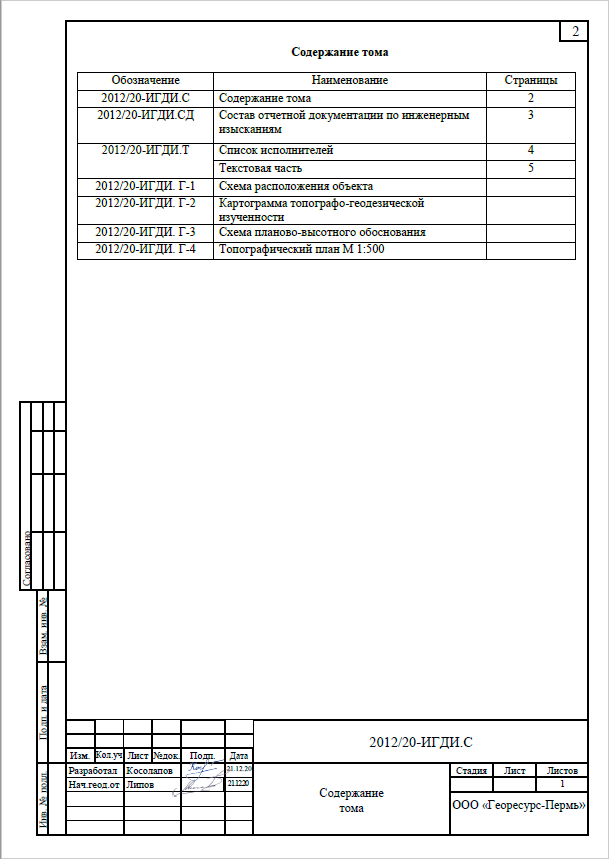 2
Содержание тома
Обозначение Наименование Страницы
2012/20-ИГДИ.С Содержание тома 2
2012/20-ИГДИ.СД Состав отчетной документации по инженерным 3
изысканиям
2012/20-ИГДИ.Т Список исполнителей 4
Текстовая часть 5
2012/20-ИГДИ. Г-1 Схема расположения объекта
2012/20-ИГДИ. Г-2 Картограмма топографо-геодезической
изученности
2012/20-ИГДИ. Г-3 Схема планово-высотного обоснования
2012/20-ИГДИ. Г-4 Топографический план М 1:500
Согласовано
Взам. инв. №
Подп. и дата
Инв. № подл.
2012/20-ИГДИ.С
Изм. Кол.уч Лист №док. Подп. Дата
Разработал Косолапов 21.12.20
Нач.геод.от Липов 21.12.20
Содержание
тома
Стадия Лист Листов
1
ООО «Георесурс-Пермь»